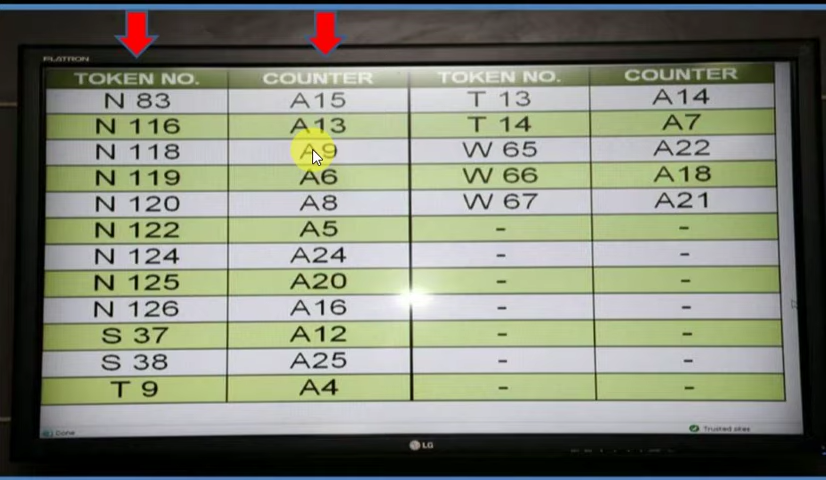 FLATRON
TOKEN NO. COUNTER TOKEN NO. COUNTER
N 83 A15 T 13 A14
N 116 A13 T 14 A7
N 118 A9 W 65 A22
N 119 A6 W 66 A18
N 120 A8 W 67 A21
N 122 A5 - -
N 124 A24 - -
N 125 A20 - -
N 126 A16 - -
S 37 A12 - -
S 38 A25 - -
T 9 A4 - -
Done Trusted sites
LG